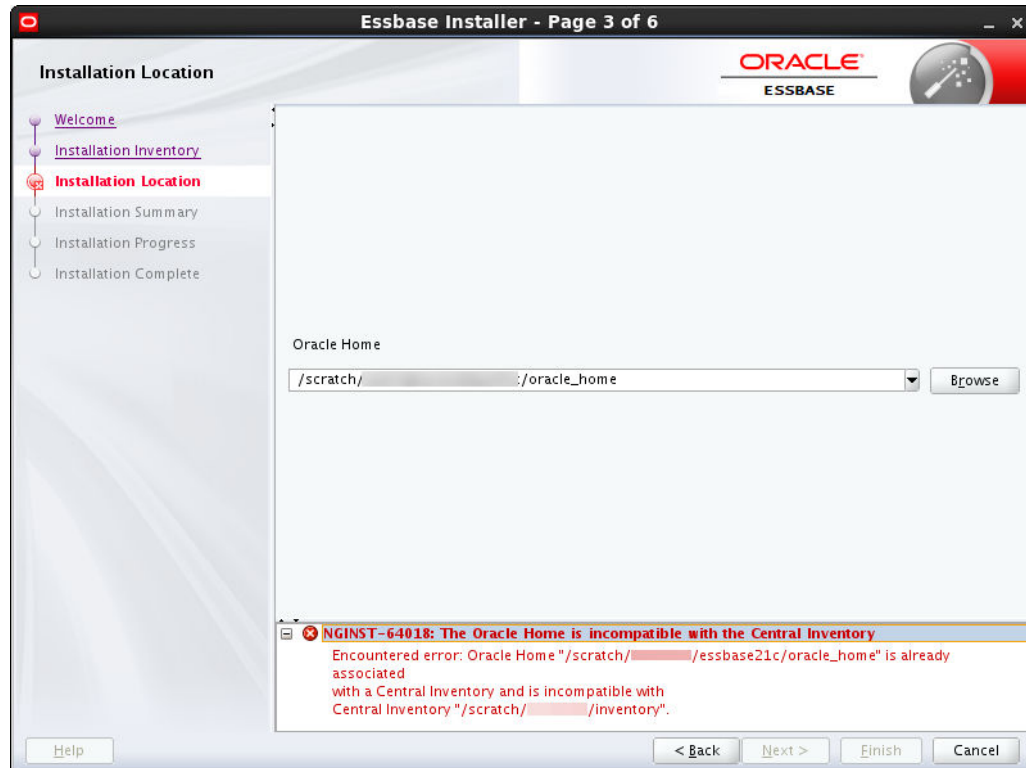 Essbase Installer - Page 3 of 6
Installation Location
ORACLE
ESSBASE
Welcome
Installation Inventory
Installation Location
Installation Summary
Installation Progress
Installation Complete
Oracle Home
/scratch/ :/oracle_home
Browse
NGINST-64018: The Oracle Home is incompatible with the Central Inventory
Encountered error: Oracle Home "/scratch/ /essbase21c/oracle_home" is already
associated
with a Central Inventory and is incompatible with
Central Inventory "/scratch/ /inventory".
Help
< Back
Next >
Finish
Cancel